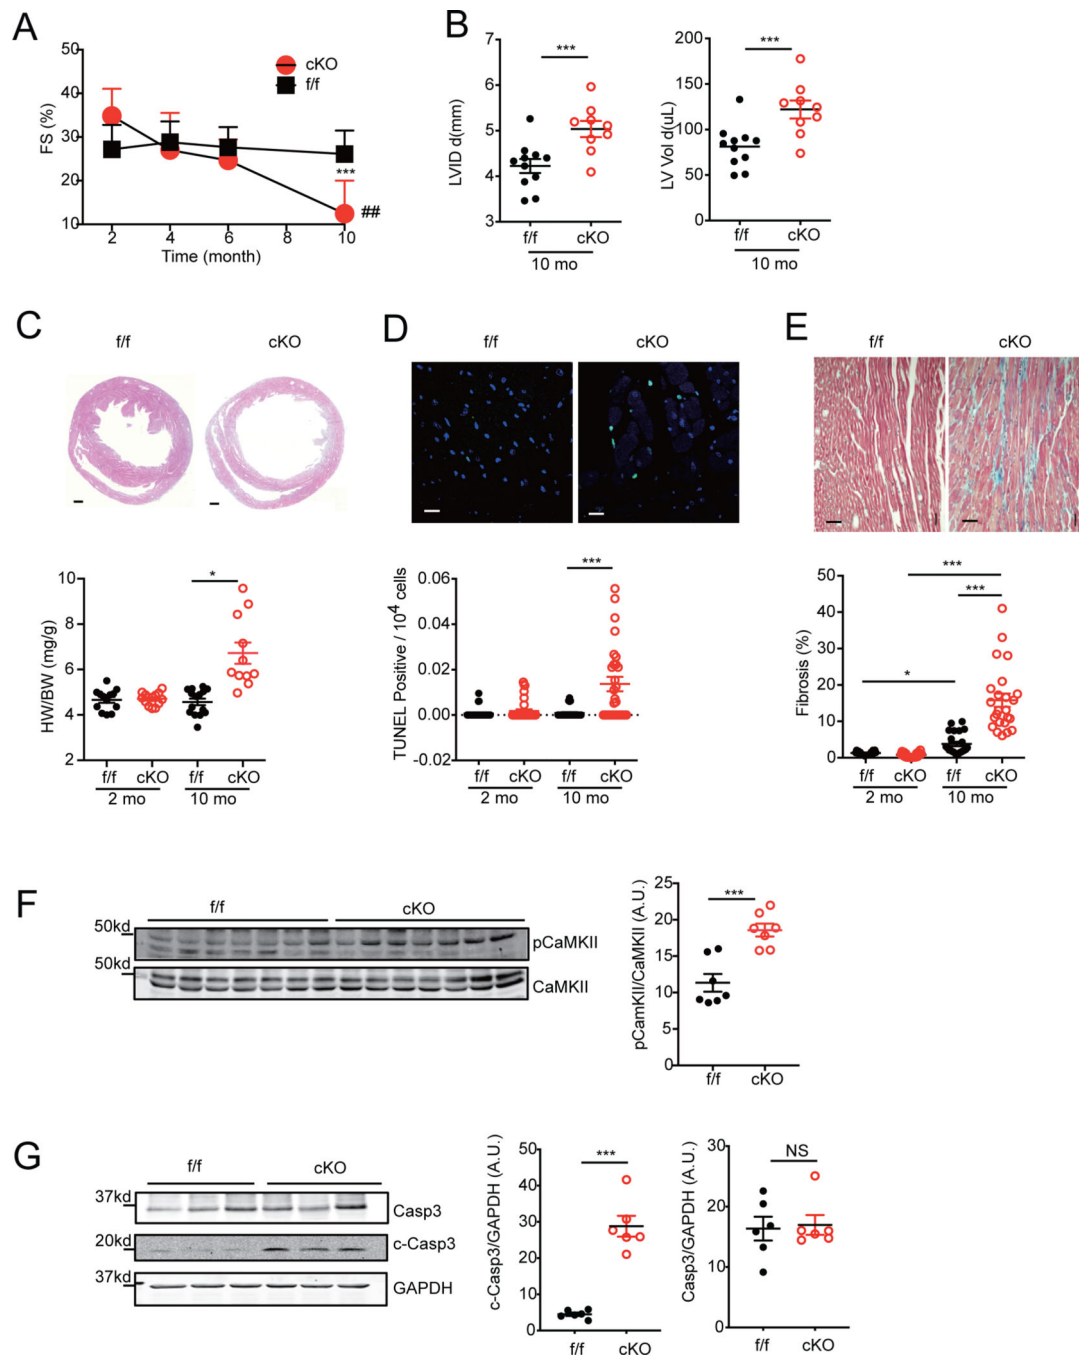 A
50
40
30
20
10
FS (%)
cKO
f/f
***
##
2
4
6
8
10
Time (month)
B
7
6
5
4
3
LVID d(mm)
***
f/f
cKO
10 mo
200
150
100
50
0
LV Vol d(uL)
***
f/f
cKO
10 mo
C
f/f
cKO
10
8
6
4
2
HW/BW (mg/g)
*
f/f
cKO
f/f
cKO
2 mo
10 mo
D
f/f
cKO
0.06
0.04
0.02
0.00
-0.02
TUNEL Positive / 10⁴ cells
***
f/f
cKO
f/f
cKO
2 mo
10 mo
E
f/f
cKO
50
40
30
20
10
0
Fibrosis (%)
***
***
*
f/f
cKO
f/f
cKO
2 mo
10 mo
F
f/f
cKO
50kd
pCaMKII
50kd
CaMKII
25
20
15
10
5
0
pCamKII/CaMKII (A.U.)
***
f/f
cKO
G
f/f
cKO
37kd
Casp3
20kd
c-Casp3
37kd
GAPDH
50
40
30
20
10
0
c-Casp3/GAPDH (A.U.)
***
f/f
cKO
30
20
10
0
Casp3/GAPDH (A.U.)
NS
f/f
cKO